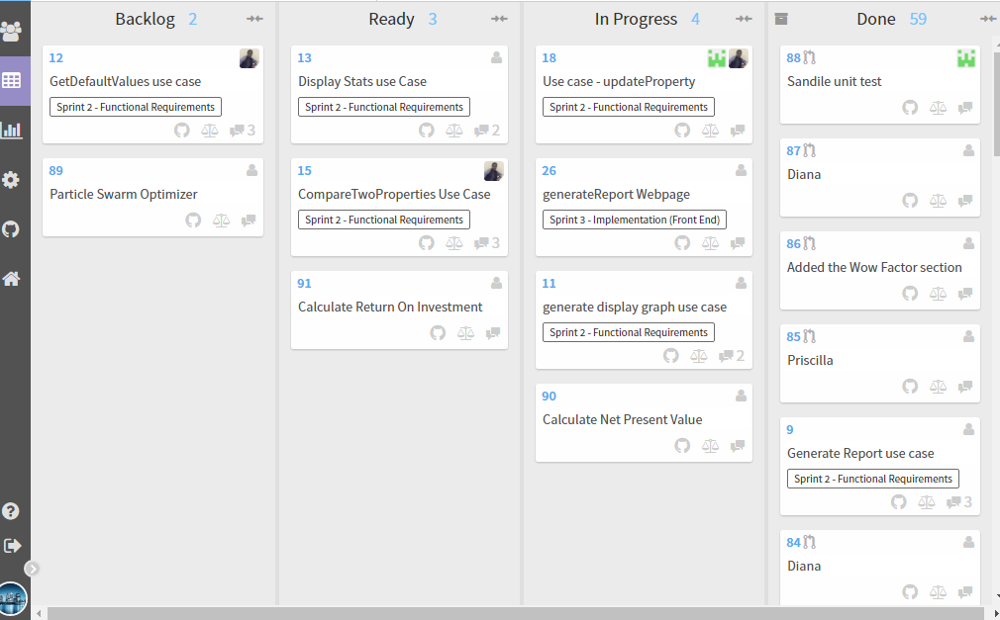 Backlog 2
12
GetDefaultValues use case
Sprint 2 - Functional Requirements
3
89
Particle Swarm Optimizer
Ready 3
13
Display Stats use Case
Sprint 2 - Functional Requirements
2
15
CompareTwoProperties Use Case
Sprint 2 - Functional Requirements
3
91
Calculate Return On Investment
In Progress 4
18
Use case - updateProperty
Sprint 2 - Functional Requirements
26
generateReport Webpage
Sprint 3 - Implementation (Front End)
11
generate display graph use case
Sprint 2 - Functional Requirements
2
90
Calculate Net Present Value
Done 59
88
Sandile unit test
87
Diana
86
Added the Wow Factor section
85
Priscilla
9
Generate Report use case
Sprint 2 - Functional Requirements
3
84
Diana